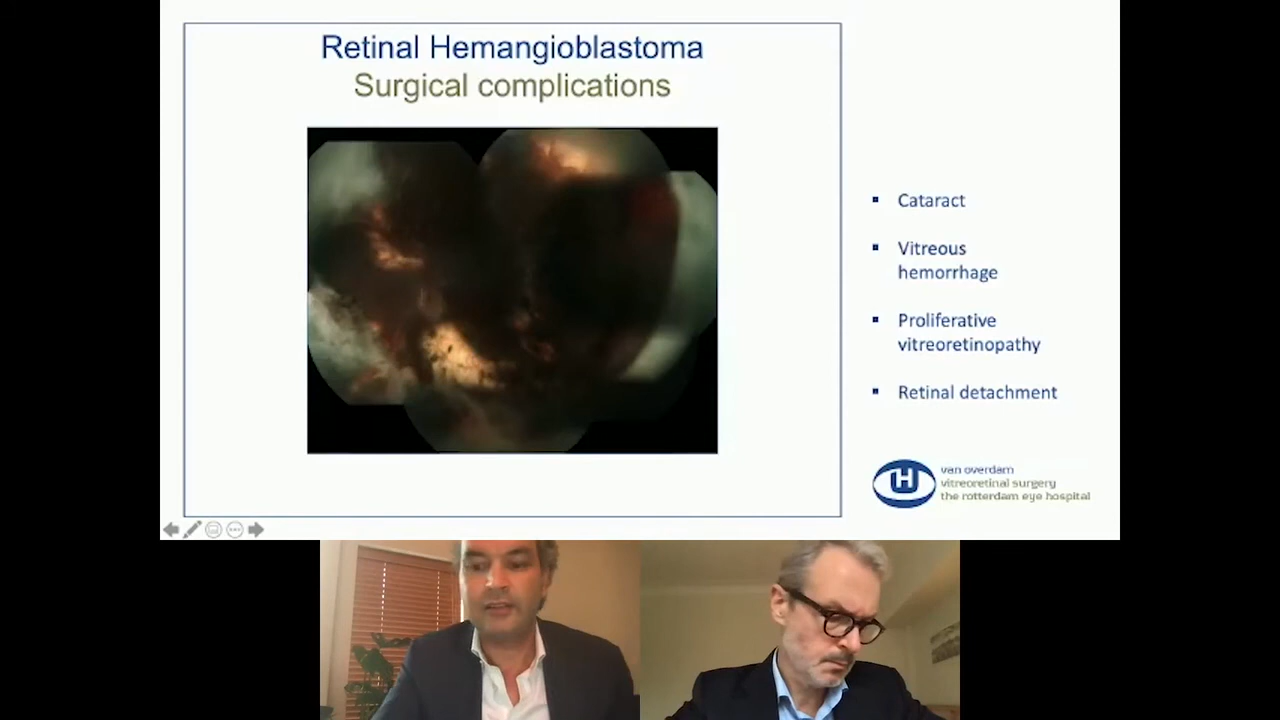 Retinal Hemangioblastoma
Surgical complications
Cataract
Vitreous
hemorrhage
Proliferative
vitreoretinopathy
Retinal detachment
van overdam
vitreoretinal surgery
the rotterdam eye hospital